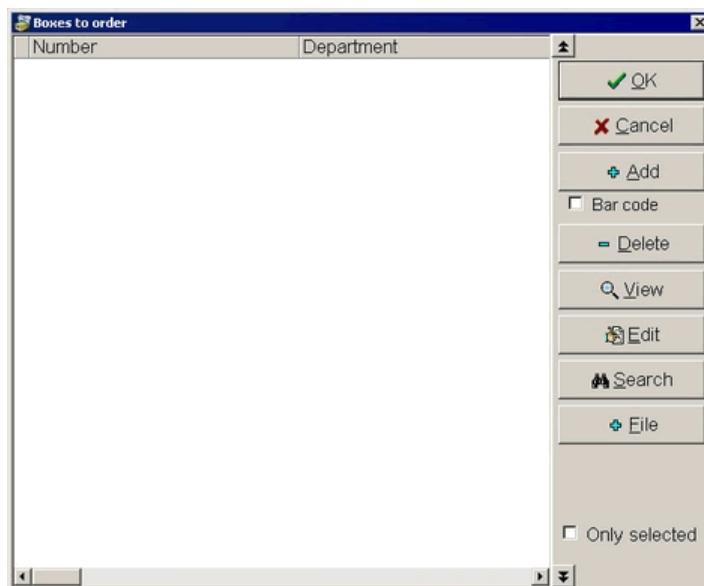 Boxes to order
Number Department
OK
Cancel
Add
Bar code
Delete
View
Edit
Search
File
Only selected